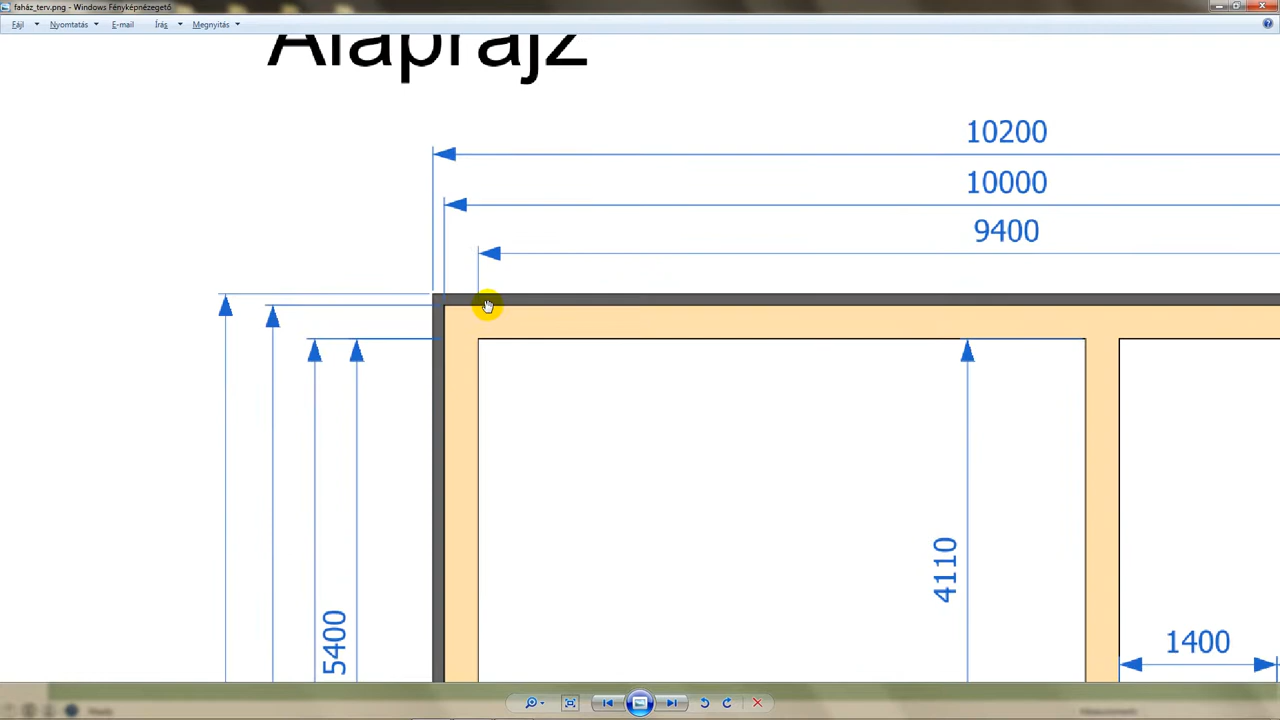 faház_terv.png - Windows Fényképnézegető
Fájl Nyomtatás E-mail Írás Megnyitás
Alaprajz
10200
10000
9400
4110
5400
1400